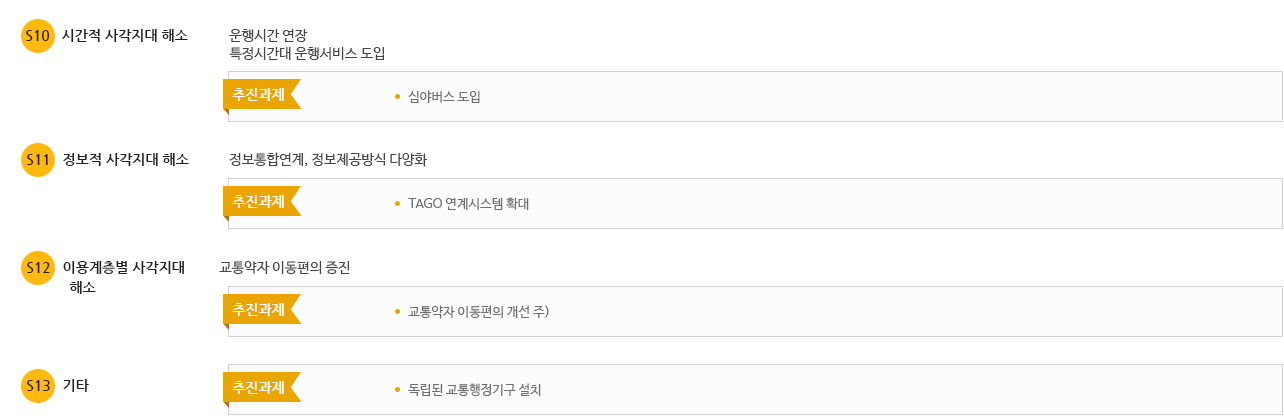 S10 시간적 사각지대 해소 운행시간 연장
특정시간대 운행서비스 도입
추진과제 • 심야버스 도입
S11 정보적 사각지대 해소 정보통합연계, 정보제공방식 다양화
추진과제 • TAGO 연계시스템 확대
S12 이용계층별 사각지대 교통약자 이동편의 증진
해소
추진과제 • 교통약자 이동편의 개선 주)
S13 기타 추진과제 • 독립된 교통행정기구 설치